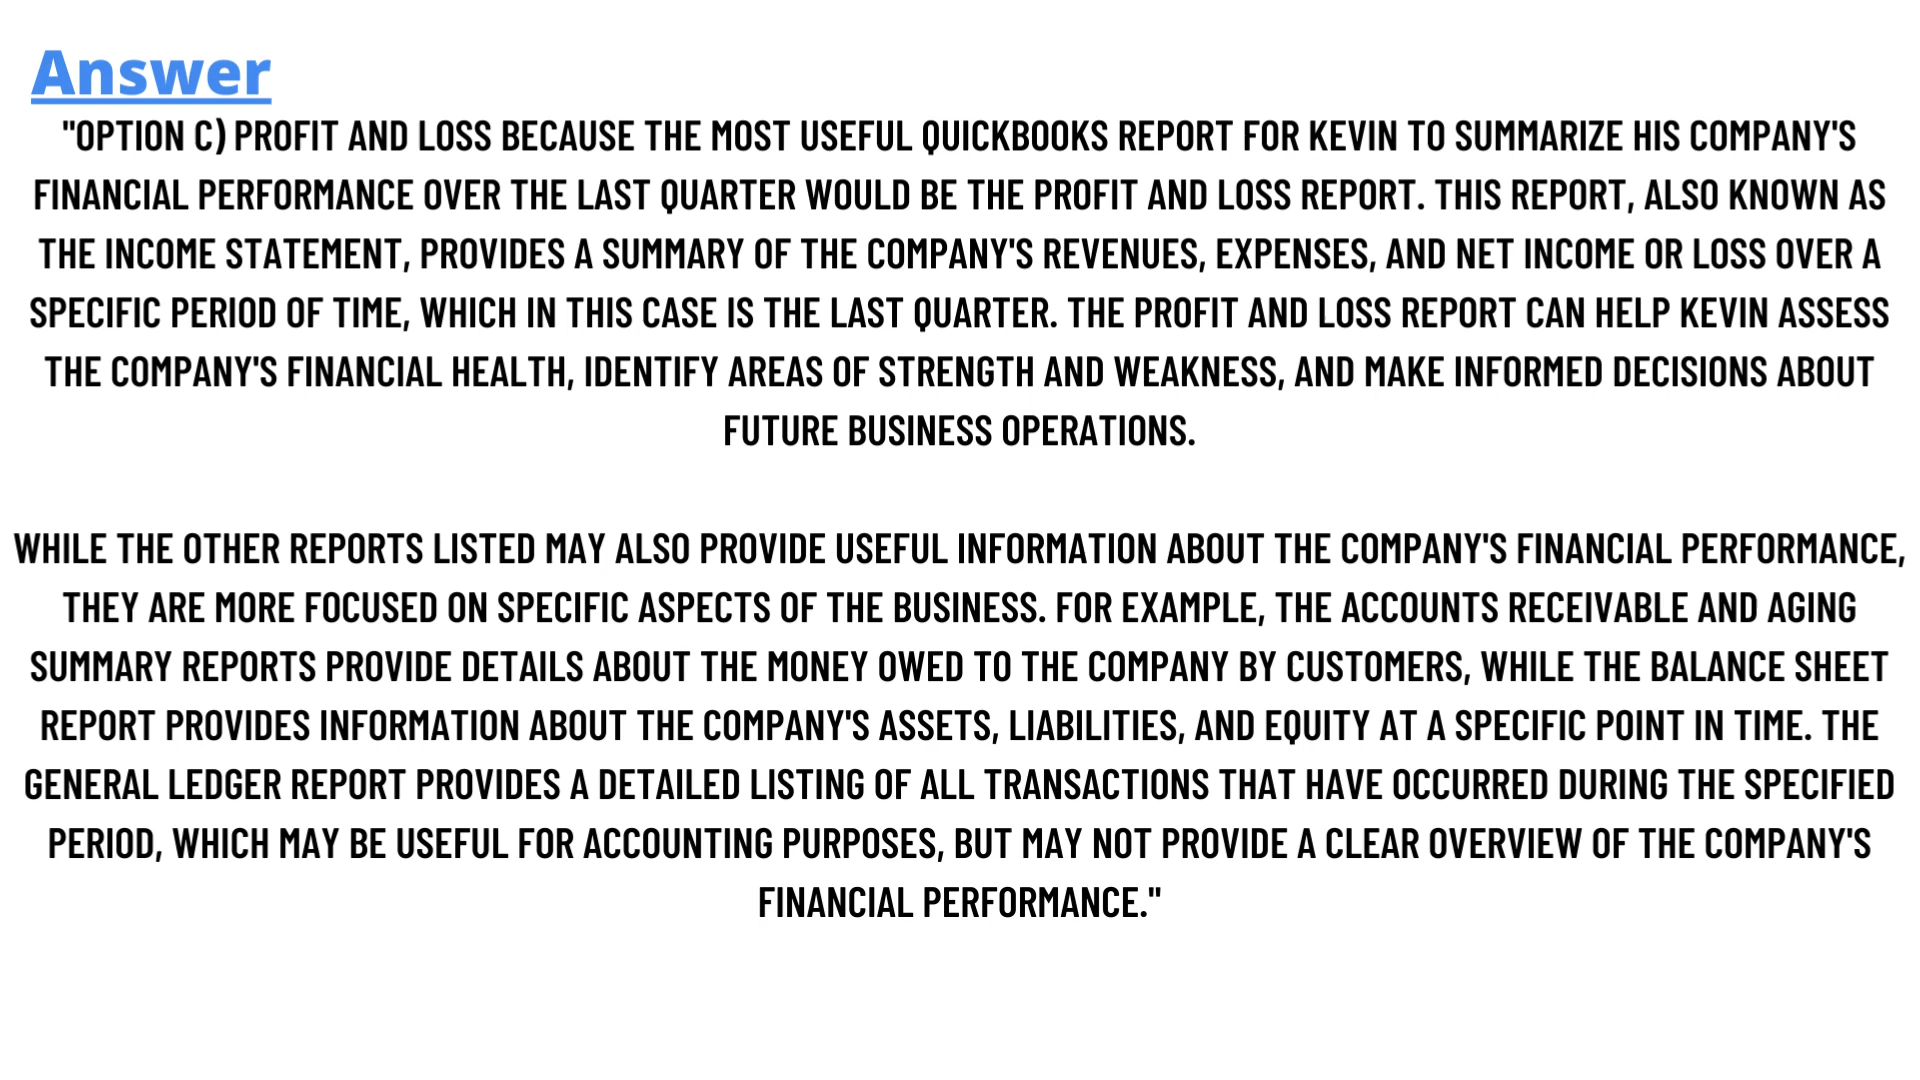 Answer
"OPTION C) PROFIT AND LOSS BECAUSE THE MOST USEFUL QUICKBOOKS REPORT FOR KEVIN TO SUMMARIZE HIS COMPANY'S
FINANCIAL PERFORMANCE OVER THE LAST QUARTER WOULD BE THE PROFIT AND LOSS REPORT. THIS REPORT, ALSO KNOWN AS
THE INCOME STATEMENT, PROVIDES A SUMMARY OF THE COMPANY'S REVENUES, EXPENSES, AND NET INCOME OR LOSS OVER A
SPECIFIC PERIOD OF TIME, WHICH IN THIS CASE IS THE LAST QUARTER. THE PROFIT AND LOSS REPORT CAN HELP KEVIN ASSESS
THE COMPANY'S FINANCIAL HEALTH, IDENTIFY AREAS OF STRENGTH AND WEAKNESS, AND MAKE INFORMED DECISIONS ABOUT
FUTURE BUSINESS OPERATIONS.
WHILE THE OTHER REPORTS LISTED MAY ALSO PROVIDE USEFUL INFORMATION ABOUT THE COMPANY'S FINANCIAL PERFORMANCE,
THEY ARE MORE FOCUSED ON SPECIFIC ASPECTS OF THE BUSINESS. FOR EXAMPLE, THE ACCOUNTS RECEIVABLE AND AGING
SUMMARY REPORTS PROVIDE DETAILS ABOUT THE MONEY OWED TO THE COMPANY BY CUSTOMERS, WHILE THE BALANCE SHEET
REPORT PROVIDES INFORMATION ABOUT THE COMPANY'S ASSETS, LIABILITIES, AND EQUITY AT A SPECIFIC POINT IN TIME. THE
GENERAL LEDGER REPORT PROVIDES A DETAILED LISTING OF ALL TRANSACTIONS THAT HAVE OCCURRED DURING THE SPECIFIED
PERIOD, WHICH MAY BE USEFUL FOR ACCOUNTING PURPOSES, BUT MAY NOT PROVIDE A CLEAR OVERVIEW OF THE COMPANY'S
FINANCIAL PERFORMANCE."